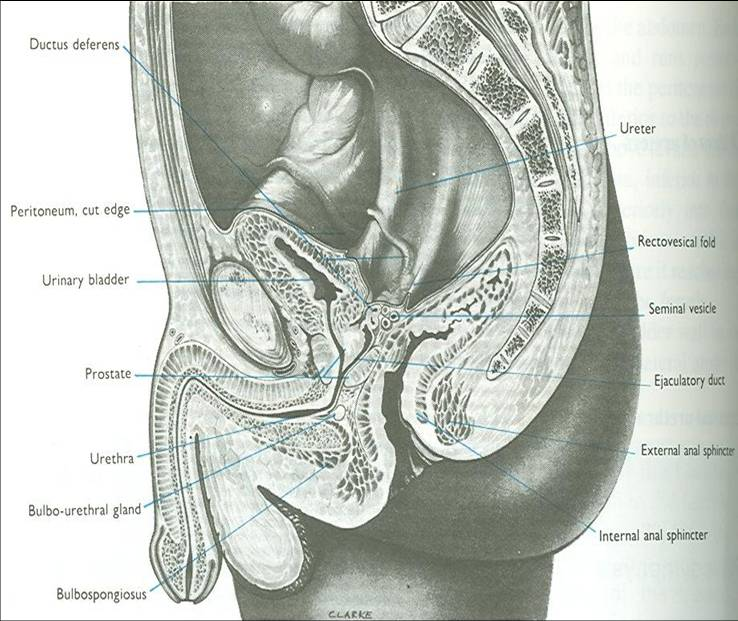 Ductus deferens
Peritoneum, cut edge
Urinary bladder
Prostate
Urethra
Bulbo-urethral gland
Bulbospongiosus
Ureter
Rectovesical fold
Seminal vesicle
Ejaculatory duct
External anal sphincter
Internal anal sphincter
CLARKE